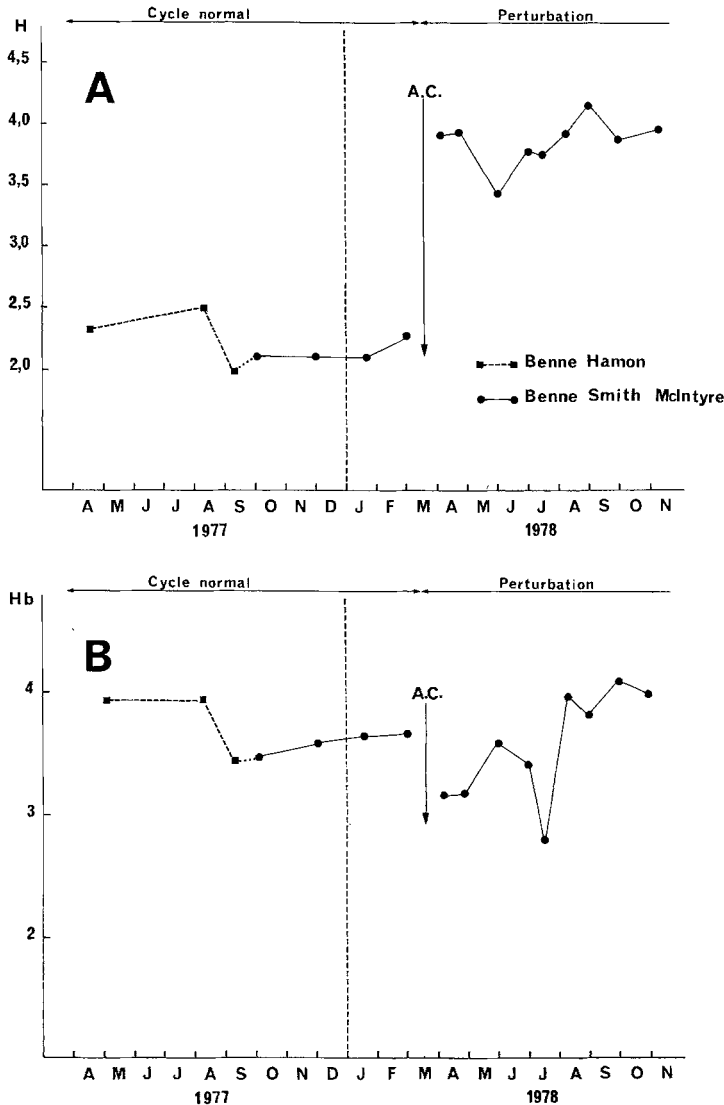 Cycle normal Perturbation
H
4,5
A
A.C.
4,0
3,5
3,0
2,5
Benne Hamon
2,0
Benne Smith McIntyre
A M J J A S O N D J F M A M J J A S O N
1977 1978
Cycle normal Perturbation
Hb
B
4
A.C.
3
2
A M J J A S O N D J F M A M J J A S O N
1977 1978